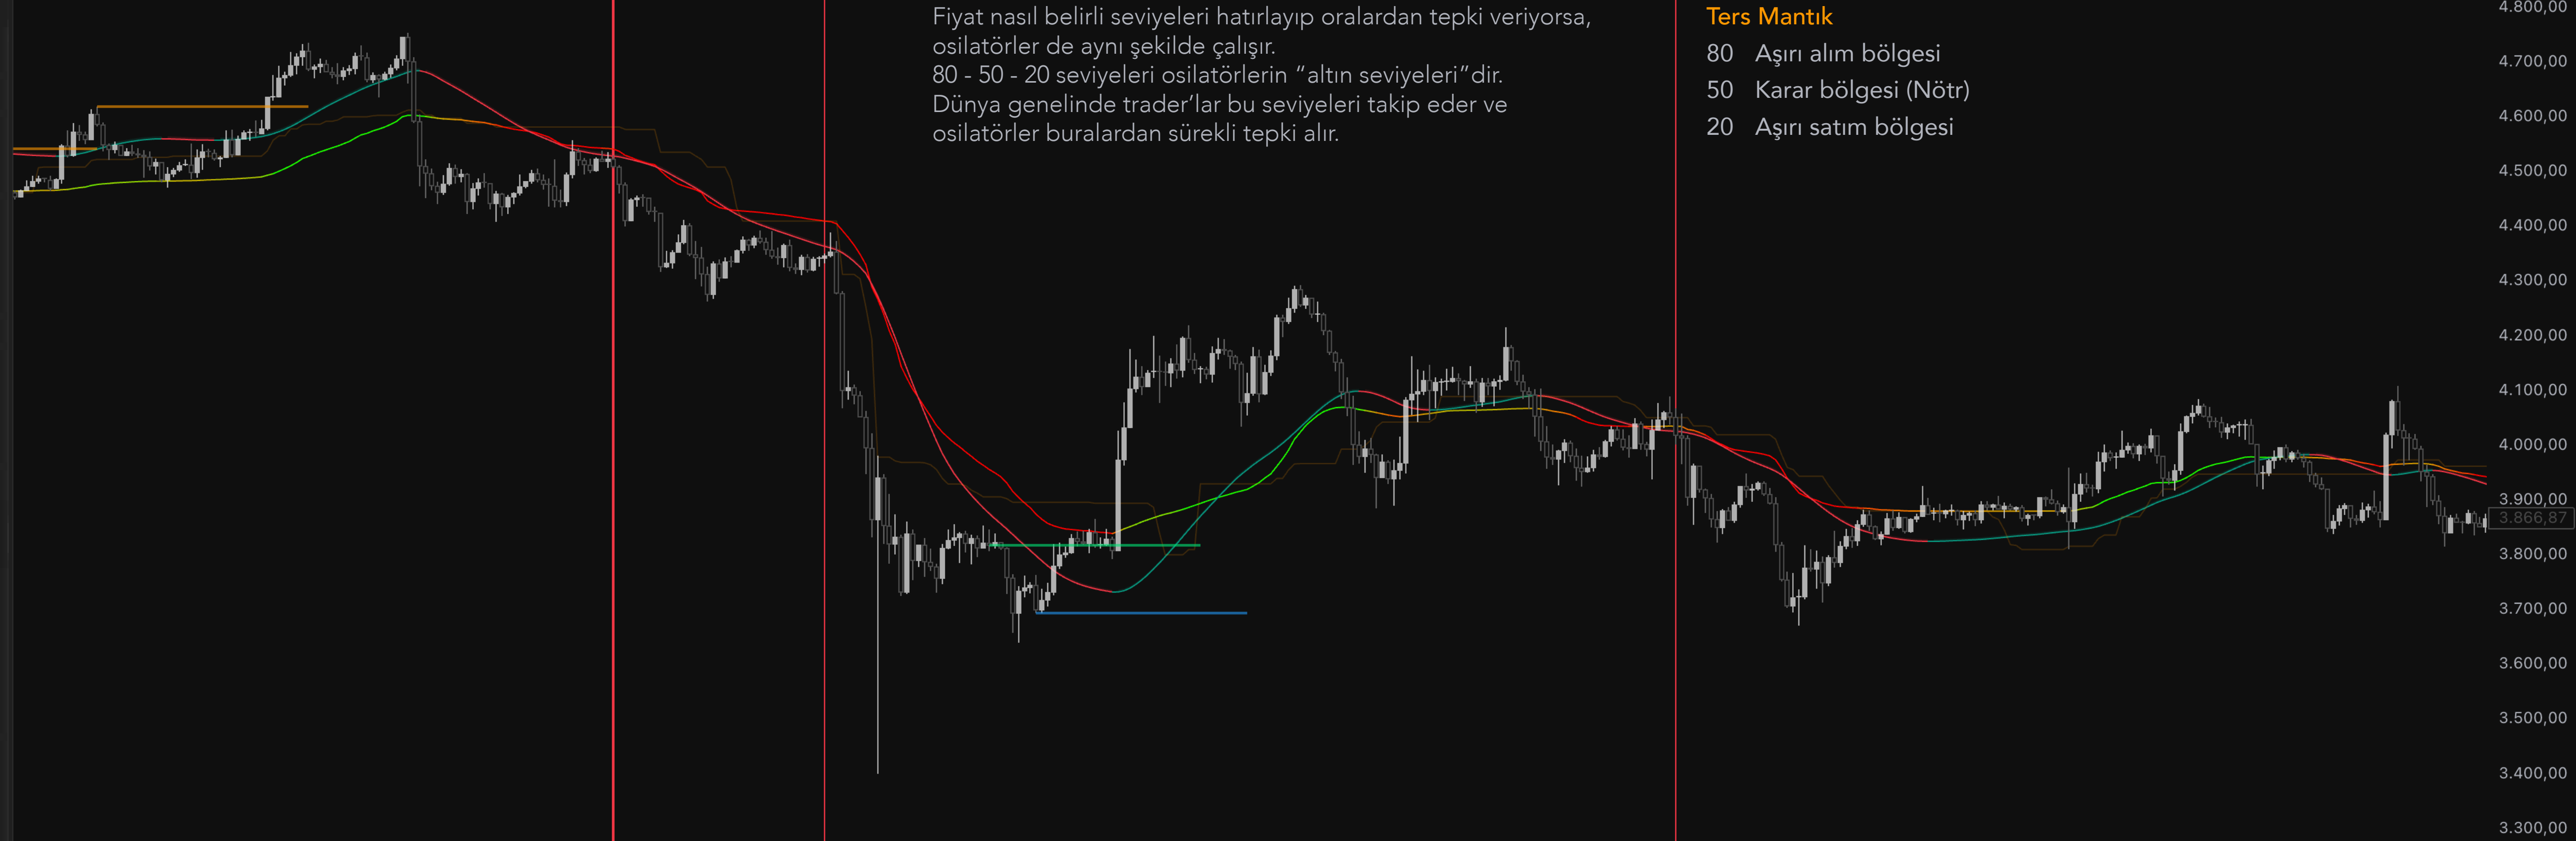 Fiyat nasıl belirli seviyeleri hatırlayıp oralardan tepki veriyorsa,
osilatörler de aynı şekilde çalışır.
80 - 50 - 20 seviyeleri osilatörlerin “altın seviyeleri”dir.
Dünya genelinde trader’lar bu seviyeleri takip eder ve
osilatörler buralardan sürekli tepki alır.
Ters Mantık
80 Aşırı alım bölgesi
50 Karar bölgesi (Nötr)
20 Aşırı satım bölgesi
4.800,00
4.700,00
4.600,00
4.500,00
4.400,00
4.300,00
4.200,00
4.100,00
4.000,00
3.900,00
3.866,87
3.800,00
3.700,00
3.600,00
3.500,00
3.400,00
3.300,00